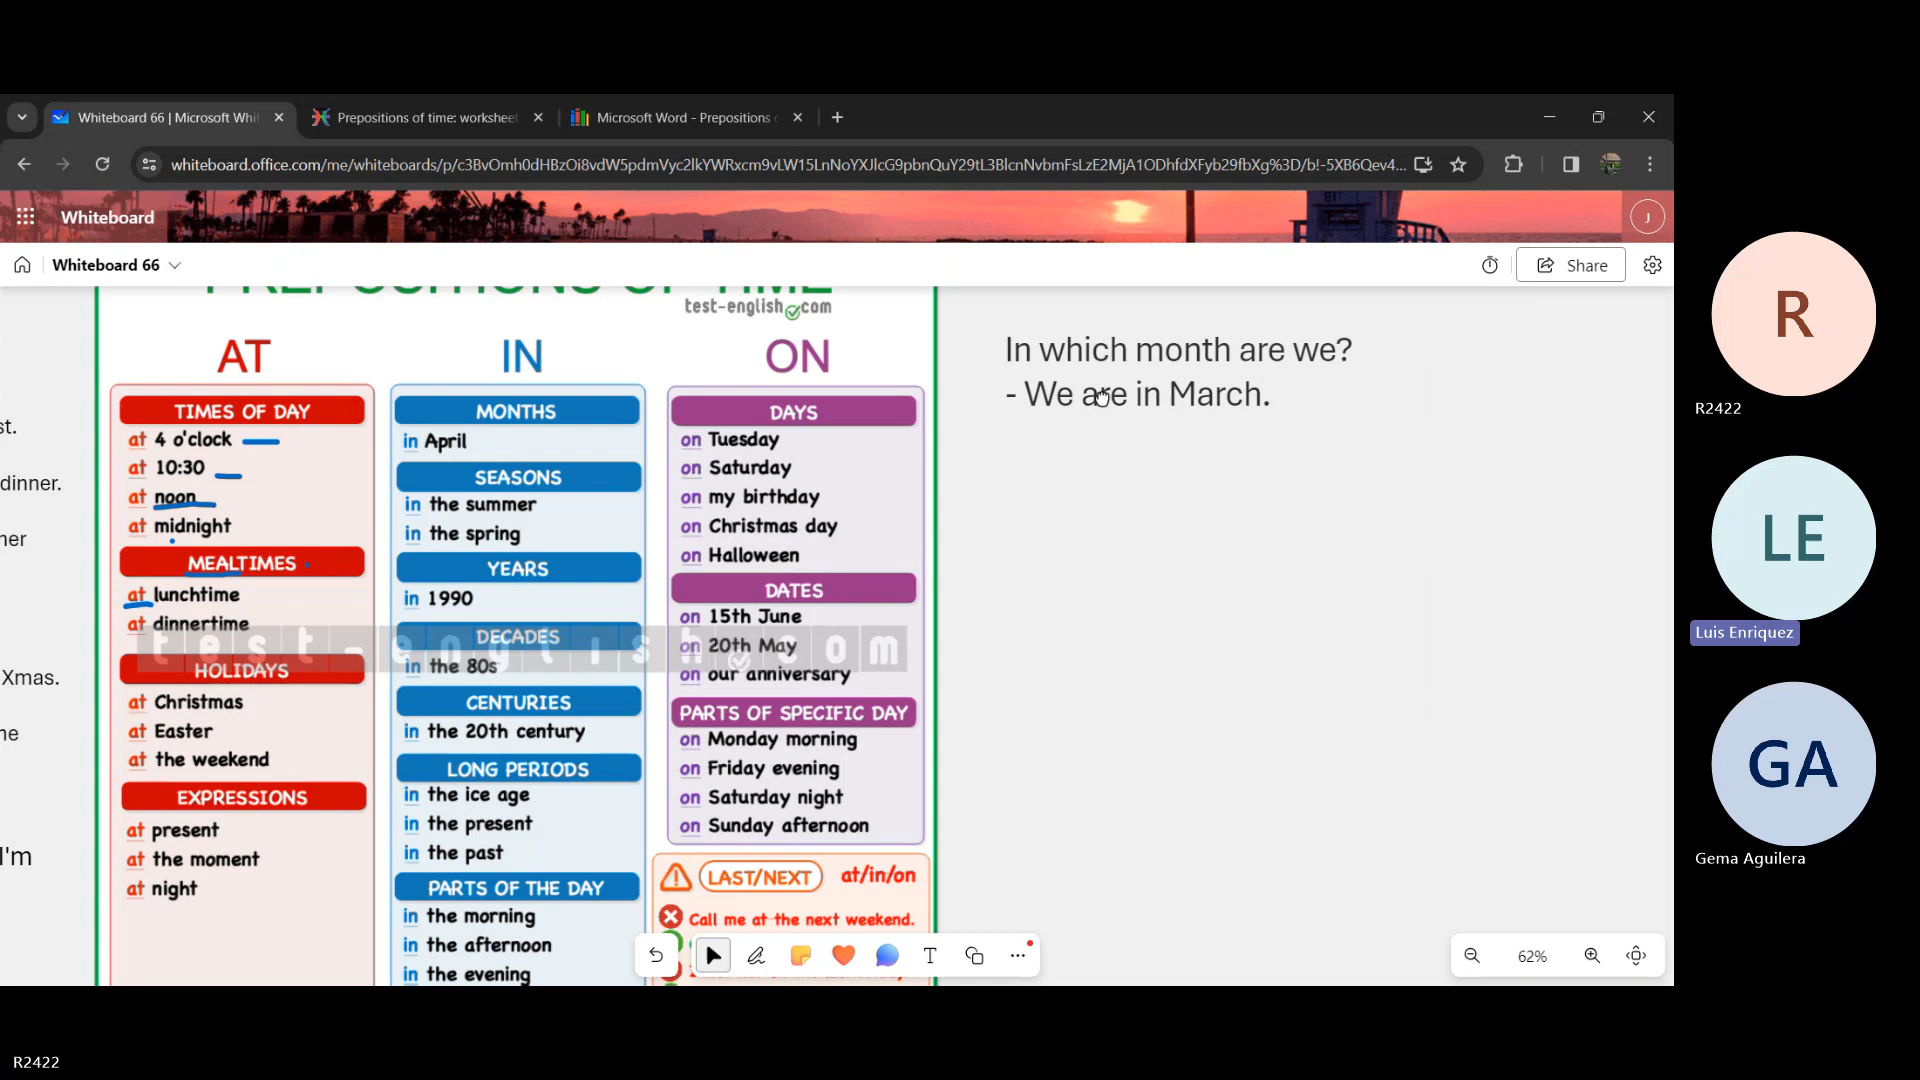 Whiteboard 66 | Microsoft Whi
Prepositions of time: worksheet
Microsoft Word - Prepositions
whiteboard.office.com/me/whiteboards/p/c3BvOmh0dHBzOi8vdW5pdmVyc2lkYWRxcm9vLW15LnNoYXJlcG9pbnQuY29tL3BlcnNvbmFsLzE2MjA1ODhfdXFyb29fbXg%3D/b!-5XB6Qev4...
Whiteboard
J
Whiteboard 66
Share
PREPOSITIONS OF TIME
test-english.com
AT
TIMES OF DAY
at 4 o'clock
at 10:30
at noon
at midnight
MEALTIMES
at lunchtime
at dinnertime
HOLIDAYS
at Christmas
at Easter
at the weekend
EXPRESSIONS
at present
at the moment
at night
IN
MONTHS
in April
SEASONS
in the summer
in the spring
YEARS
in 1990
DECADES
in the 80s
CENTURIES
in the 20th century
LONG PERIODS
in the ice age
in the present
in the past
PARTS OF THE DAY
in the morning
in the afternoon
in the evening
ON
DAYS
on Tuesday
on Saturday
on my birthday
on Christmas day
on Halloween
DATES
on 15th June
on 20th May
on our anniversary
PARTS OF SPECIFIC DAY
on Monday morning
on Friday evening
on Saturday night
on Sunday afternoon
LAST/NEXT at/in/on
Call me at the next weekend.
test-english.com
In which month are we?
- We are in March.
st.
dinner.
ner
Xmas.
ne
I'm
62%
R
R2422
LE
Luis Enriquez
GA
Gema Aguilera
R2422